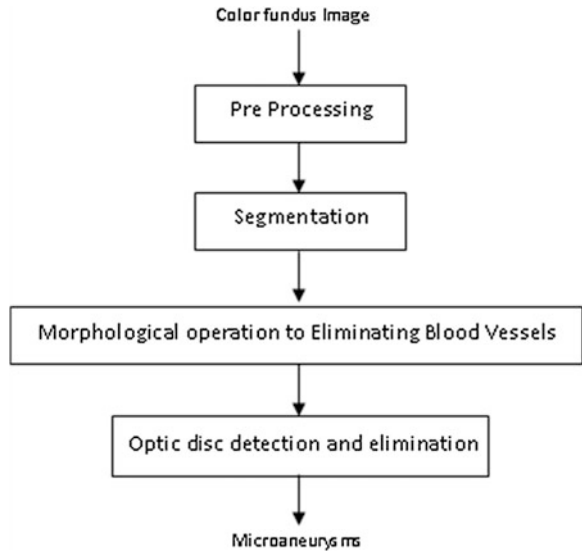 Color fundus Image
Pre Processing
Segmentation
Morphological operation to Eliminating Blood Vessels
Optic disc detection and elimination
Microaneurysms